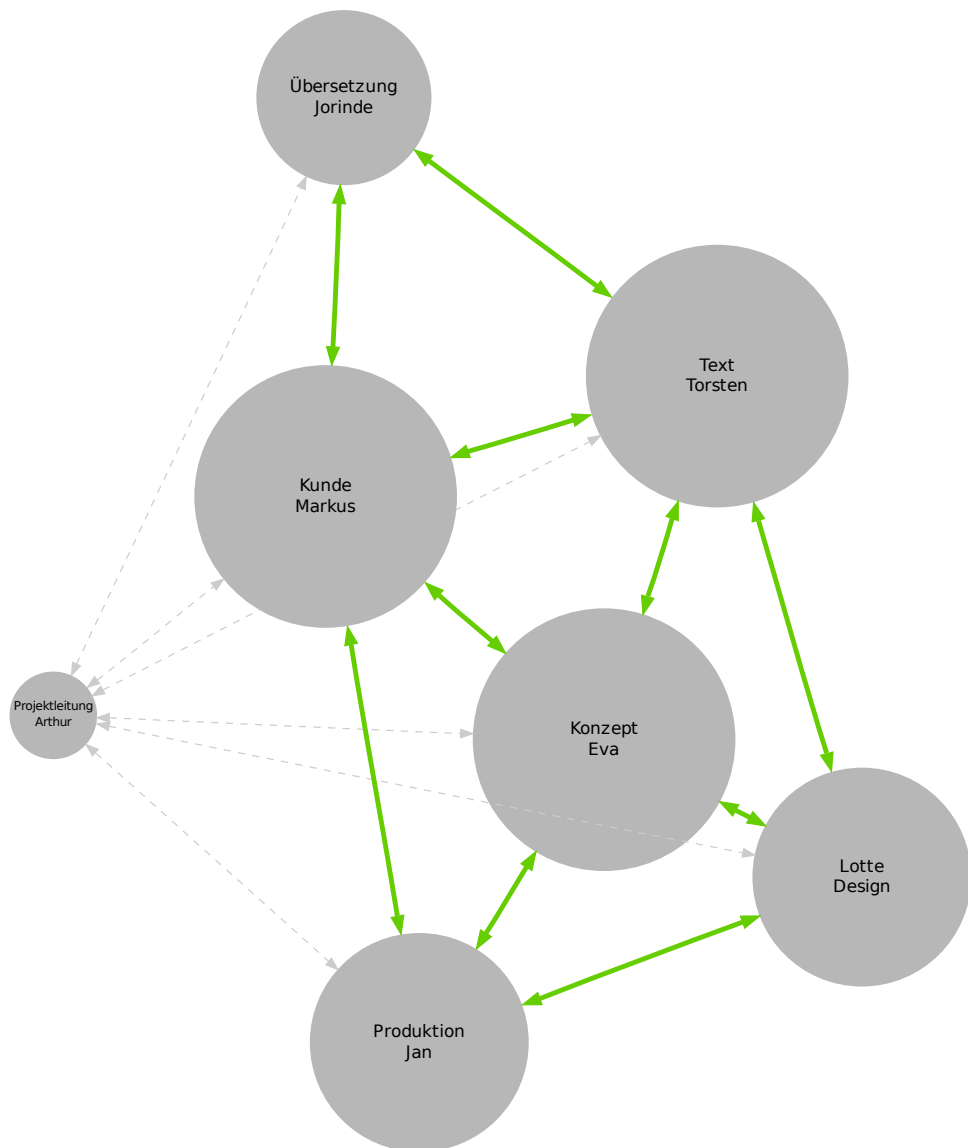 Übersetzung
Jorinde
Text
Torsten
Kunde
Markus
Projektleitung
Arthur
Konzept
Eva
Lotte
Design
Produktion
Jan